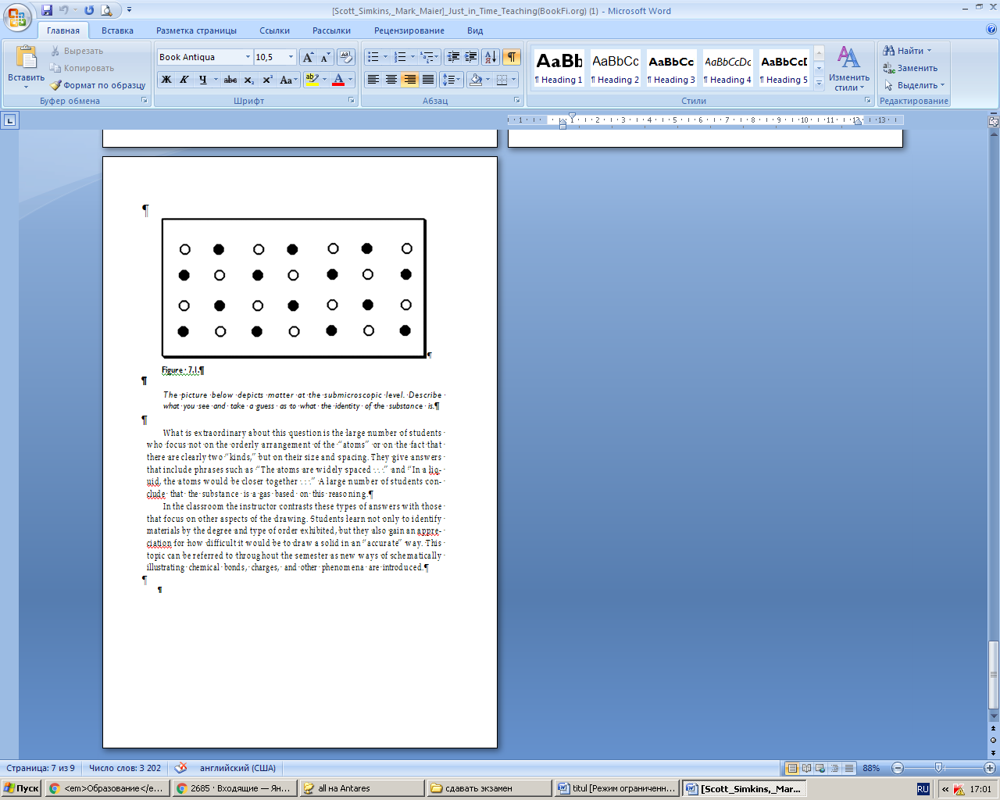 [Scott_Simkins,_Mark_Maier]_Just_in_Time_Teaching(BookFi.org) (1) - Microsoft Word
Главная Вставка Разметка страницы Ссылки Рассылки Рецензирование Вид
Вставить
Вырезать
Копировать
Формат по образцу
Буфер обмена
Book Antiqua 10,5
Ж К Ч abc x₂ x² Aa
Шрифт
Абзац
AaBb AaBbCc AaBbCc AaBbCcDc AaBbCcI
¶ Heading 1 ¶ Heading 2 ¶ Heading 3 ¶ Heading 4 ¶ Heading 5
Изменить стили
Стили
Найти
Заменить
Выделить
Редактирование
1 1 2 3 4 5 6 7 8 9 10 11 12 13
Figure 7.1.¶
The picture below depicts matter at the submicroscopic level. Describe
what you see and take a guess as to what the identity of the substance is.¶
What is extraordinary about this question is the large number of students
who focus not on the orderly arrangement of the “atoms” or on the fact that
there are clearly two “kinds,” but on their size and spacing. They give answers
that include phrases such as “The atoms are widely spaced . . .” and “In a liq-
uid, the atoms would be closer together . . .” A large number of students con-
clude that the substance is a gas based on this reasoning.¶
In the classroom the instructor contrasts these types of answers with those
that focus on other aspects of the drawing. Students learn not only to identify
materials by the degree and type of order exhibited, but they also gain an appre-
ciation for how difficult it would be to draw a solid in an “accurate” way. This
topic can be referred to throughout the semester as new ways of schematically
illustrating chemical bonds, charges, and other phenomena are introduced.¶
Страница: 7 из 9 Число слов: 3 202 английский (США) 88%
Пуск <em>Образование</e... 2685 · Входящие — Ян... all на Antares сдавать экзамен titul [Режим ограниченн... [Scott_Simkins,_Mar... RU « 17:01